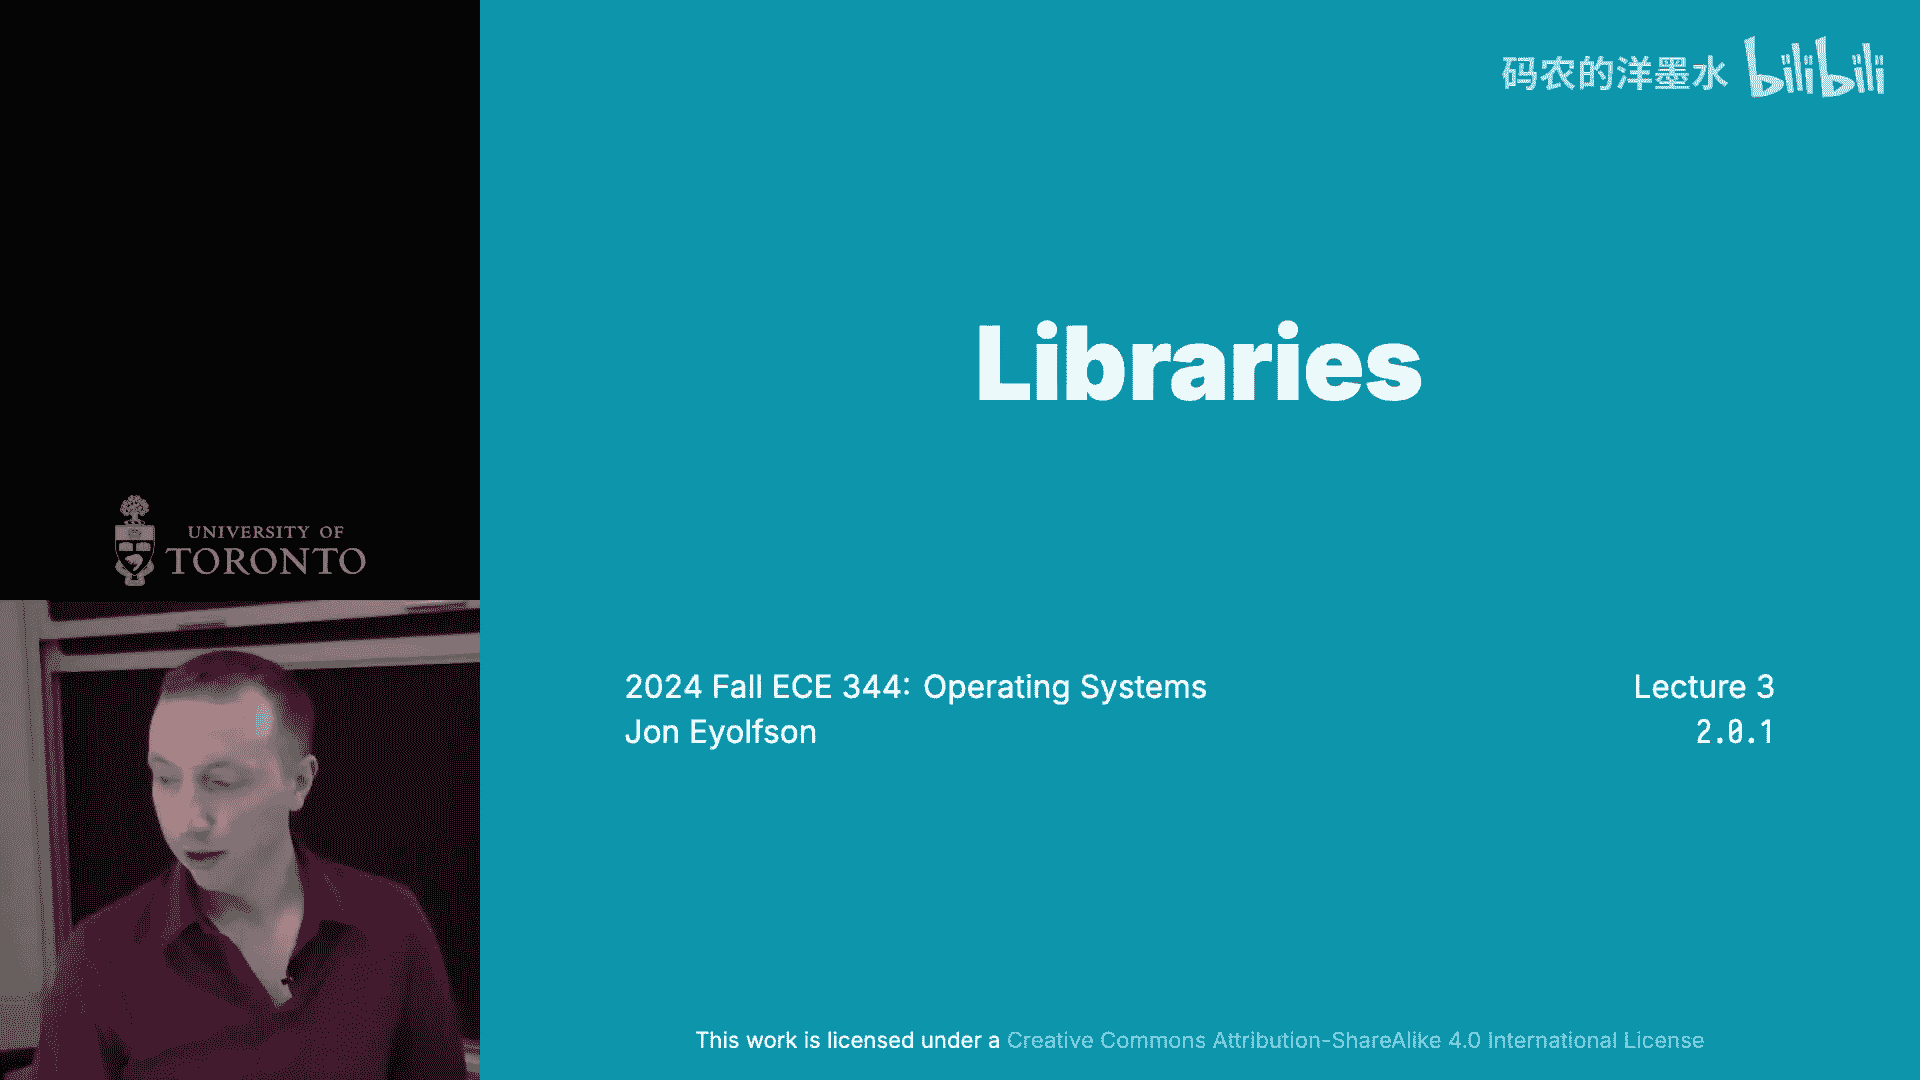 码农的洋墨水 bilibili
Libraries
UNIVERSITY OF
TORONTO
2024 Fall ECE 344: Operating Systems
Lecture 3
Jon Eyolfson
2.0.1
This work is licensed under a Creative Commons Attribution-ShareAlike 4.0 International License